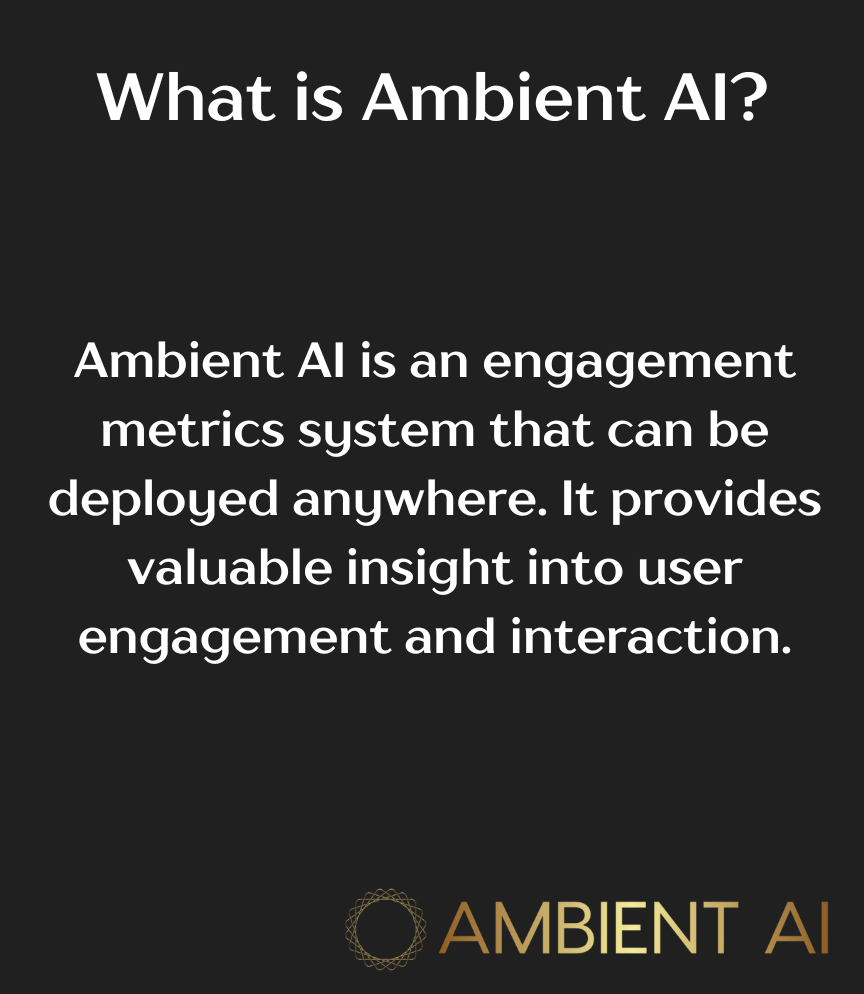 What is Ambient AI?
Ambient AI is an engagement
metrics system that can be
deployed anywhere. It provides
valuable insight into user
engagement and interaction.
AMBIENT AI